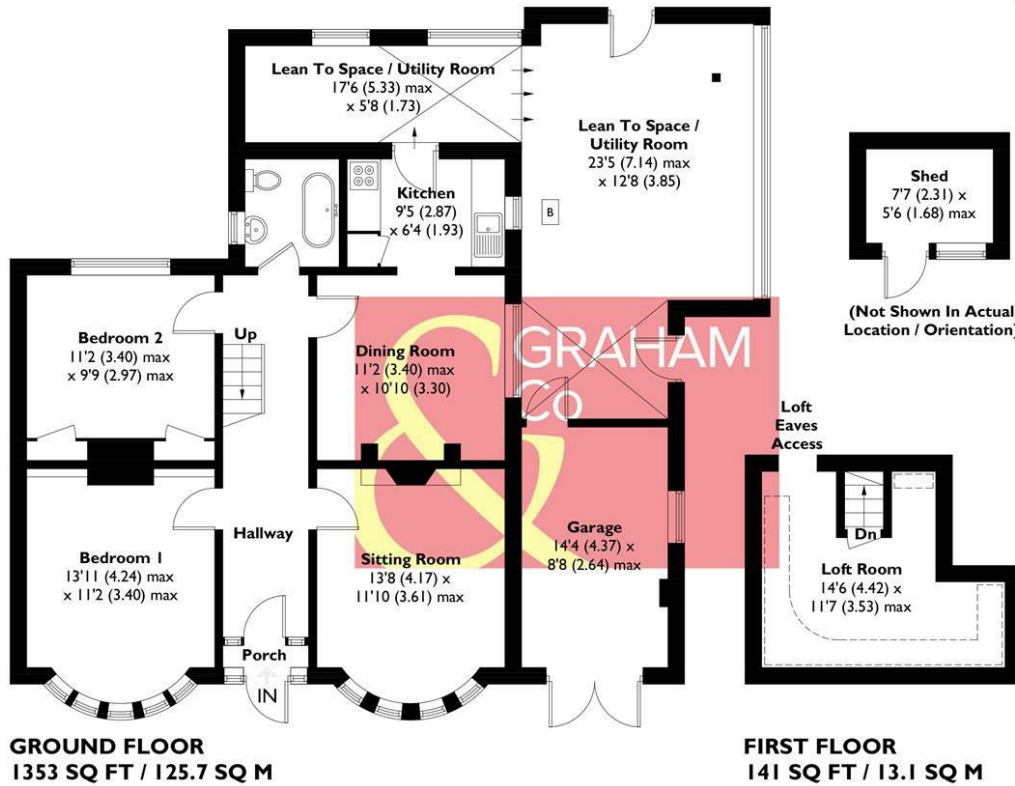 Lean To Space / Utility Room
17'6 (5.33) max
x 5'8 (1.73)
Lean To Space /
Utility Room
23'5 (7.14) max
x 12'8 (3.85)
Kitchen
9'5 (2.87)
x 6'4 (1.93)
B
Shed
7'7 (2.31) x
5'6 (1.68) max
(Not Shown In Actual
Location / Orientation)
Bedroom 2
11'2 (3.40) max
x 9'9 (2.97) max
Up
Dining Room
11'2 (3.40) max
x 10'10 (3.30)
&
GRAHAM
Co
Loft
Eaves
Access
Bedroom 1
13'11 (4.24) max
x 11'2 (3.40) max
Hallway
Sitting Room
13'8 (4.17) x
11'10 (3.61) max
Garage
14'4 (4.37) x
8'8 (2.64) max
Dn
Loft Room
14'6 (4.42) x
11'7 (3.53) max
Porch
IN
GROUND FLOOR
1353 SQ FT / 125.7 SQ M
FIRST FLOOR
141 SQ FT / 13.1 SQ M